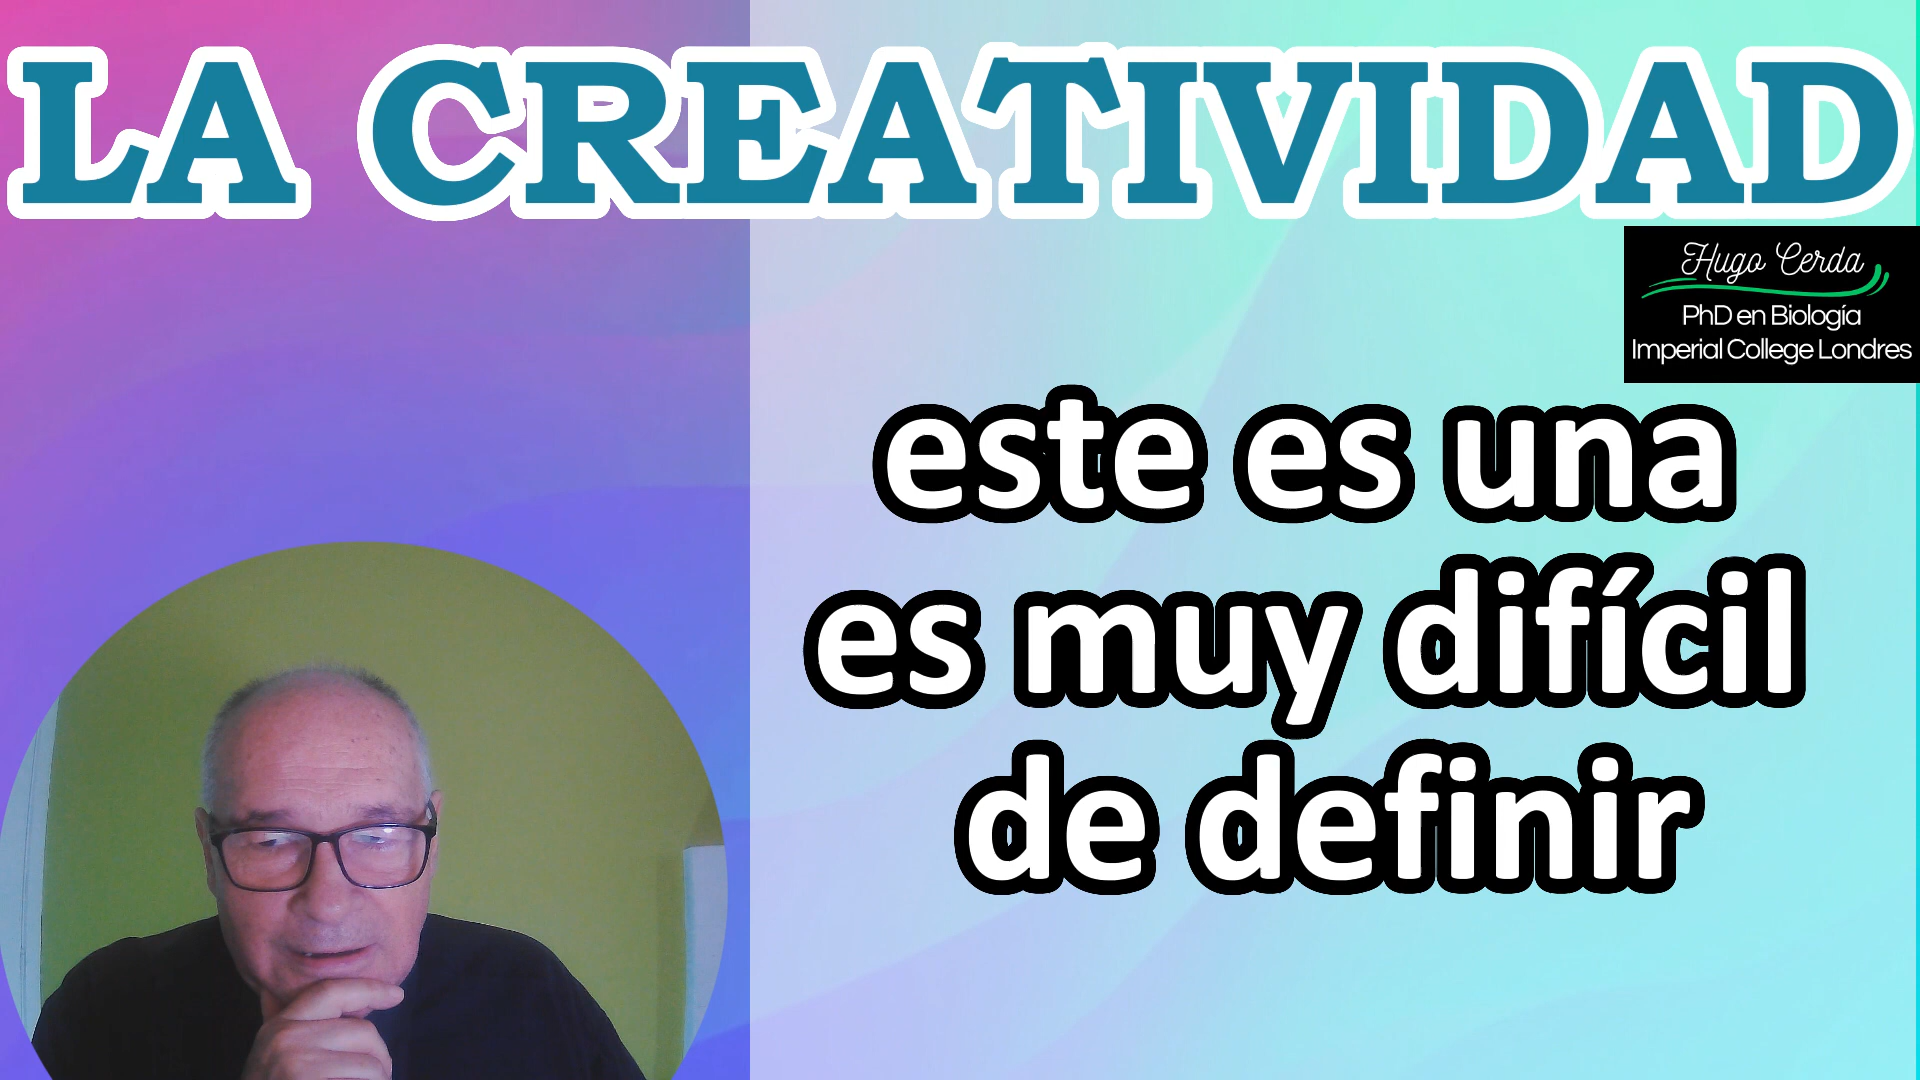 LA CREATIVIDAD
Hugo Cerda
PhD en Biología
Imperial College Londres
este es una
es muy difícil
de definir